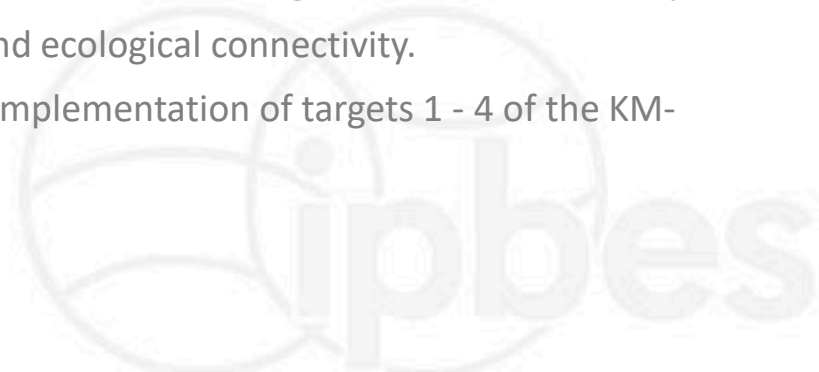 nd ecological connectivity.
mplementation of targets 1 - 4 of the KM-
ipbes